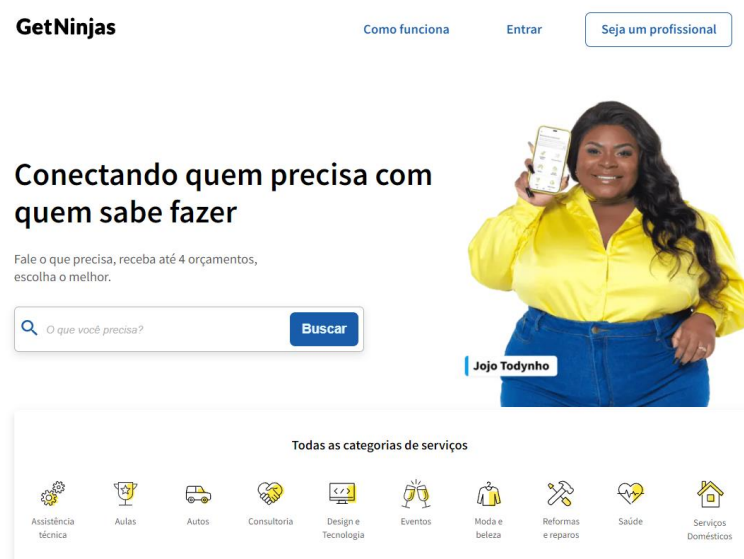 GetNinjas
Como funciona
Entrar
Seja um profissional
Conectando quem precisa com
quem sabe fazer
Fale o que precisa, receba até 4 orçamentos,
escolha o melhor.
O que você precisa?
Buscar
Jojo Todynho
Todas as categorias de serviços
Assistência
técnica
Aulas
Autos
Consultoria
Design e
Tecnologia
Eventos
Moda e
beleza
Reformas
e reparos
Saúde
Serviços
Domésticos